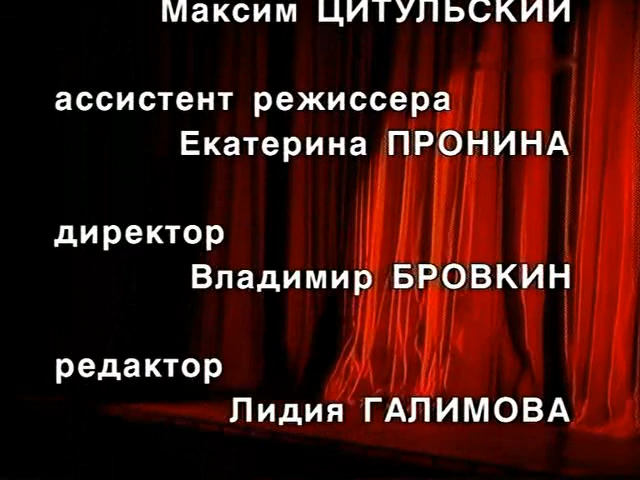 Максим ЦИТУЛЬСКИЙ
ассистент режиссера
Екатерина ПРОНИНА
директор
Владимир БРОВКИН
редактор
Лидия ГАЛИМОВА